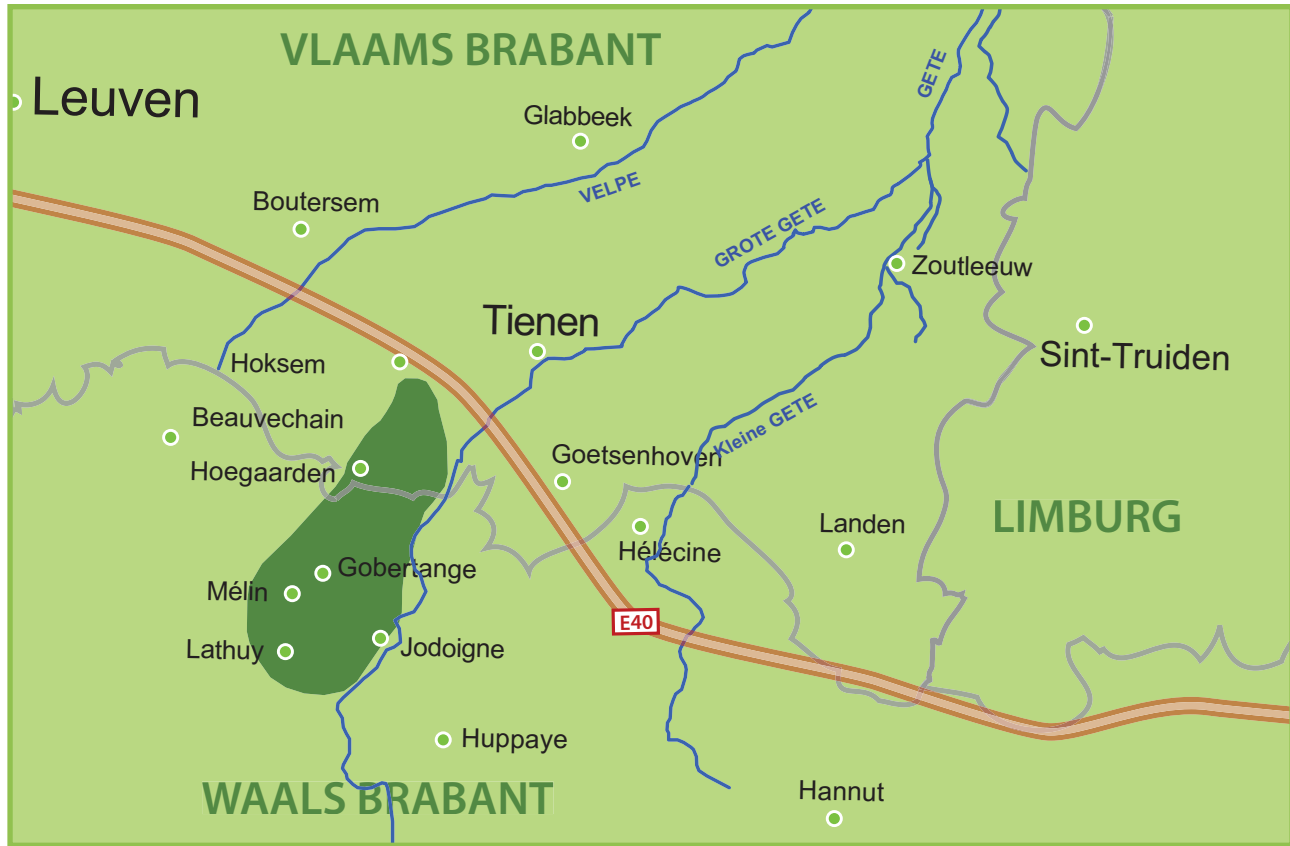 VLAAMS BRABANT
Leuven
GETE
Glabbeek
VELPE
Boutersem
GROTE GETE
Zoutleeuw
Tienen
Sint-Truiden
Hoksem
Beauvechain
Kleine GETE
Hoegaarden
Goetsenhoven
LIMBURG
Landen
Hélécine
Gobertange
Mélin
E40
Lathuy
Jodoigne
Huppaye
WAALS BRABANT
Hannut